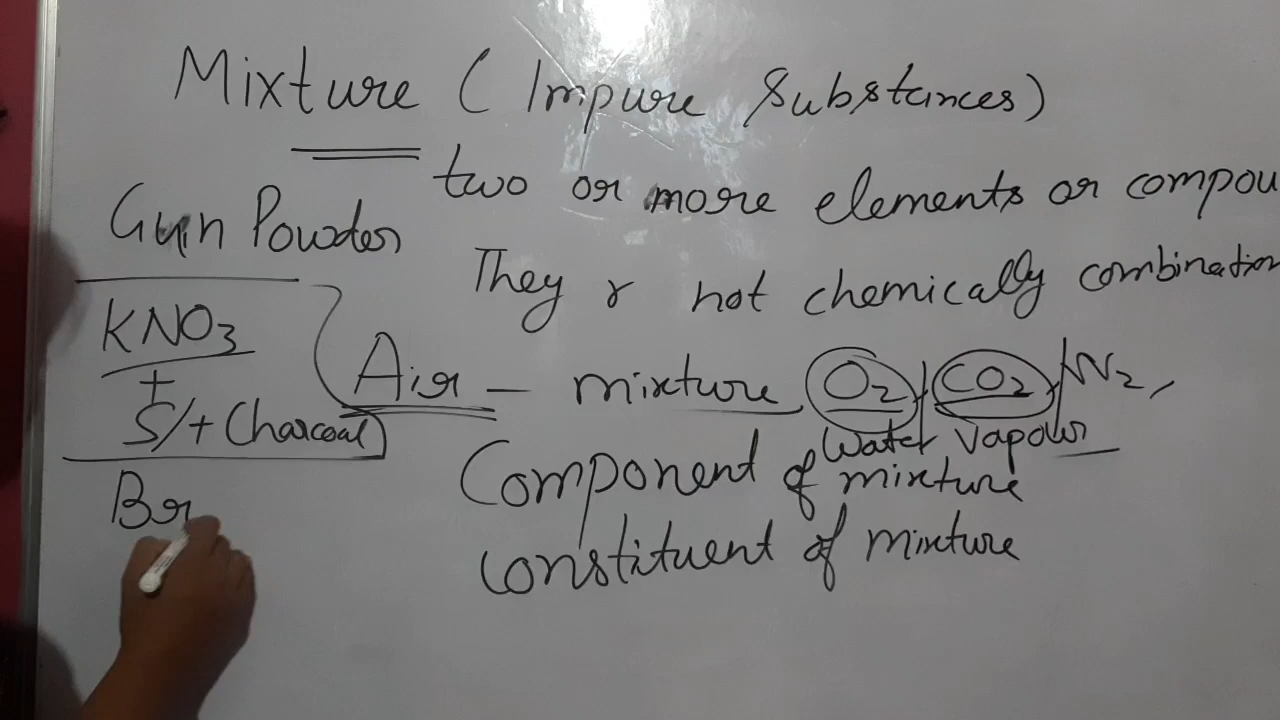 Mixture ( Impure Substances)
two or more elements or compou
Gun Powder
They r not chemically combination
KNO3
+
S/+ Charcoal
Air - mixture O2, CO2, N2,
Water Vapour
Component of mixture
Constituent of mixture
Br